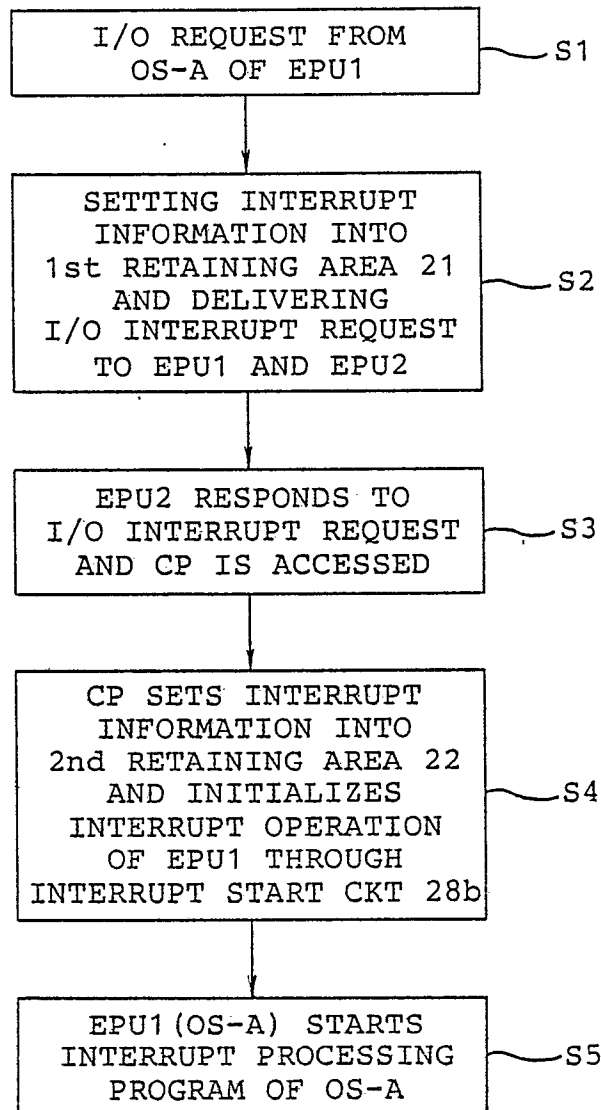 I/O REQUEST FROM
OS-A OF EPU1
S1
SETTING INTERRUPT
INFORMATION INTO
1st RETAINING AREA 21
AND DELIVERING
I/O INTERRUPT REQUEST
TO EPU1 AND EPU2
S2
EPU2 RESPONDS TO
I/O INTERRUPT REQUEST
AND CP IS ACCESSED
S3
CP SETS INTERRUPT
INFORMATION INTO
2nd RETAINING AREA 22
AND INITIALIZES
INTERRUPT OPERATION
OF EPU1 THROUGH
INTERRUPT START CKT 28b
S4
EPU1(OS-A) STARTS
INTERRUPT PROCESSING
PROGRAM OF OS-A
S5